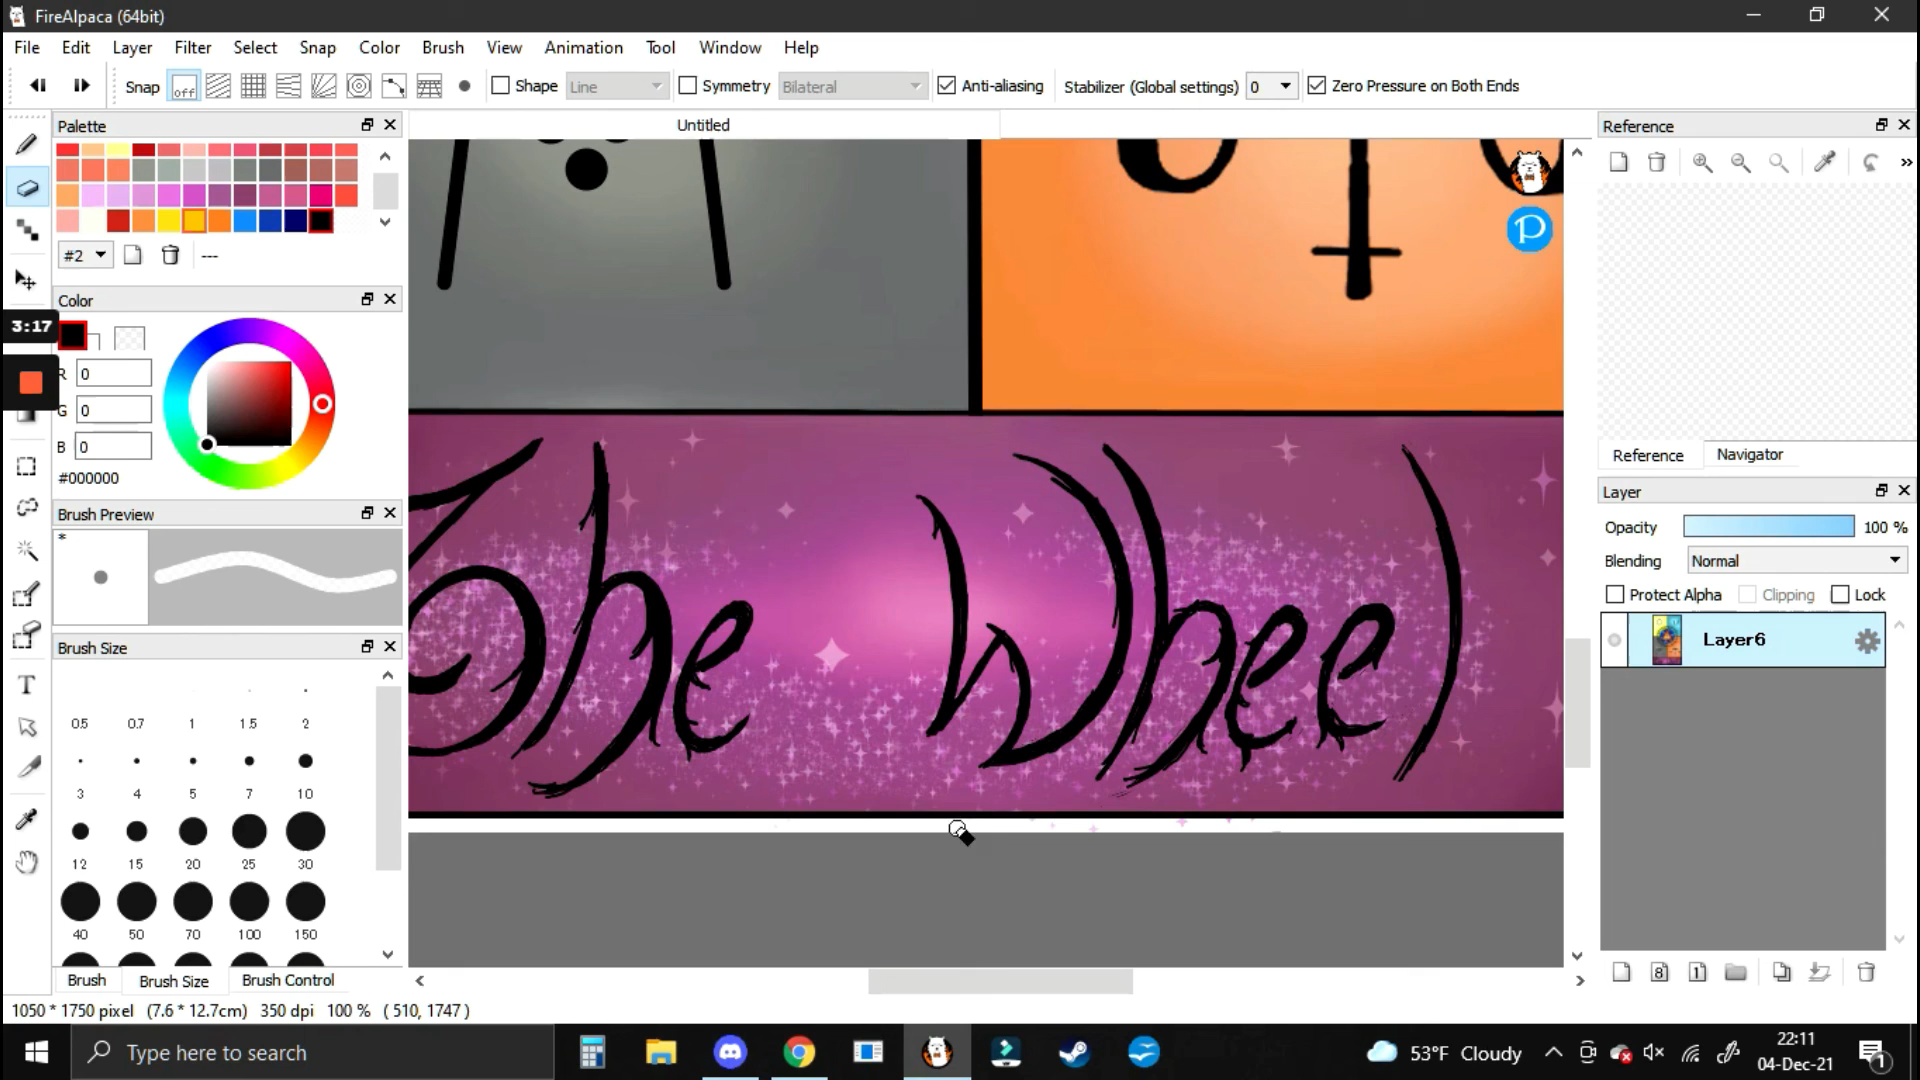 FireAlpaca (64bit)
File Edit Layer Filter Select Snap Color Brush View Animation Tool Window Help
Snap off Shape Line Symmetry Bilateral Anti-aliasing Stabilizer (Global settings) 0 Zero Pressure on Both Ends
Palette
Untitled
Reference
»
#2 ---
P
Color
3:17
R 0
G 0
B 0
#000000
Reference Navigator
Layer
Opacity 100 %
Blending Normal
Protect Alpha Clipping Lock
Layer6
Brush Preview
*
The Wheel
Brush Size
0.5 0.7 1 1.5 2
3 4 5 7 10
12 15 20 25 30
40 50 70 100 150
Brush Brush Size Brush Control
8 1
1050 * 1750 pixel (7.6 * 12.7cm) 350 dpi 100 % ( 510, 1747 )
Type here to search
53°F Cloudy
22:11
04-Dec-21
1